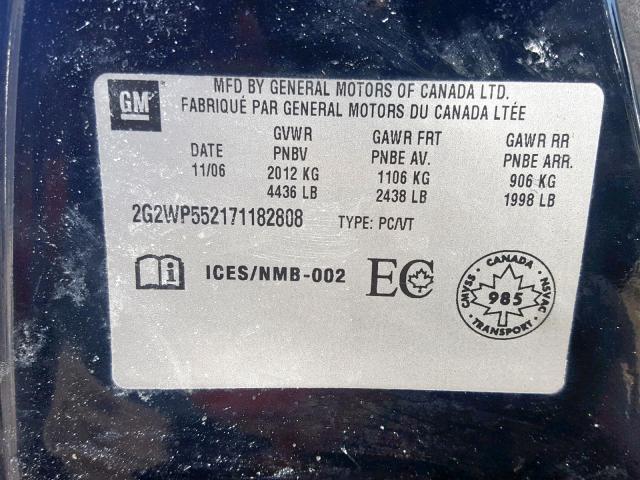 GM
MFD BY GENERAL MOTORS OF CANADA LTD.
FABRIQUÉ PAR GENERAL MOTORS DU CANADA LTÉE
DATE
11/06
GVWR
PNBV
2012 KG
4436 LB
GAWR FRT
PNBE AV.
1106 KG
2438 LB
GAWR RR
PNBE ARR.
906 KG
1998 LB
2G2WP552171182808 TYPE: PC/VT
i ICES/NMB-002 EC
CMVSS NSVAC
985
TRANSPORT